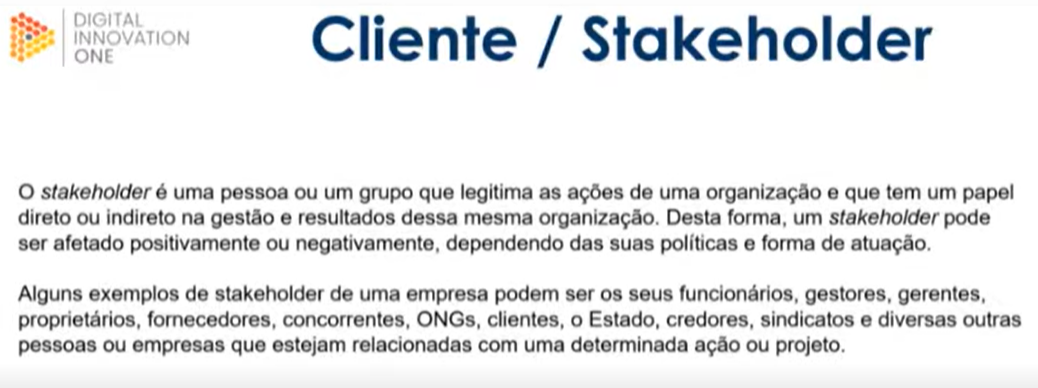 DIGITAL
INNOVATION
ONE
Cliente / Stakeholder
O stakeholder é uma pessoa ou um grupo que legitima as ações de uma organização e que tem um papel
direto ou indireto na gestão e resultados dessa mesma organização. Desta forma, um stakeholder pode
ser afetado positivamente ou negativamente, dependendo das suas políticas e forma de atuação.
Alguns exemplos de stakeholder de uma empresa podem ser os seus funcionários, gestores, gerentes,
proprietários, fornecedores, concorrentes, ONGs, clientes, o Estado, credores, sindicatos e diversas outras
pessoas ou empresas que estejam relacionadas com uma determinada ação ou projeto.